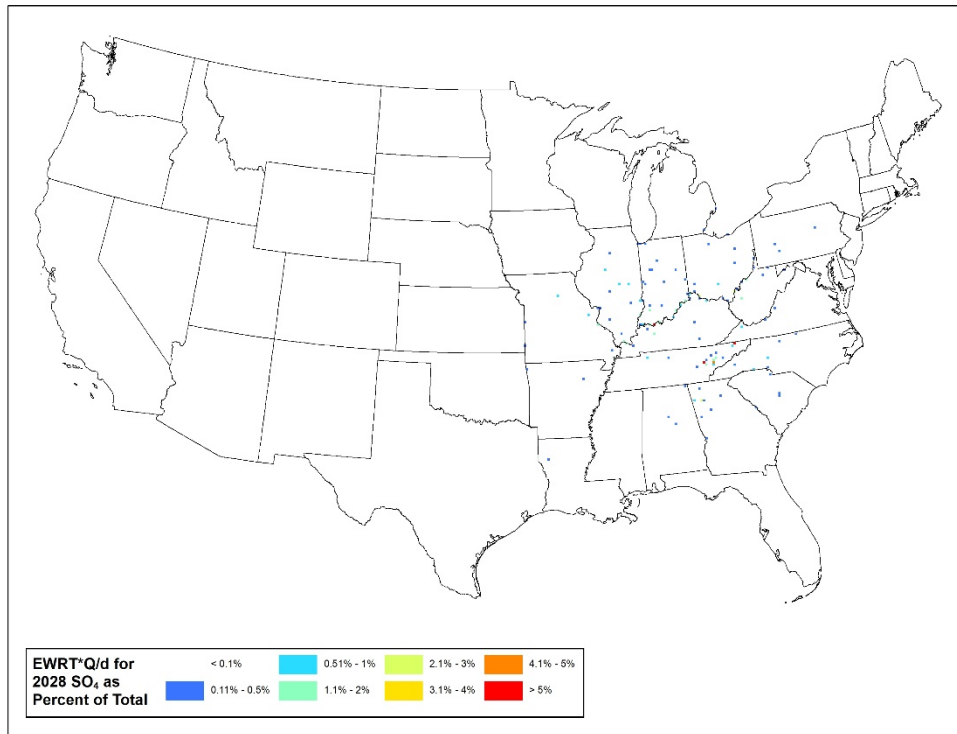 EWRT*Q/d for
2028 SO₄ as
Percent of Total
< 0.1%
0.51% - 1%
2.1% - 3%
4.1% - 5%
0.11% - 0.5%
1.1% - 2%
3.1% - 4%
> 5%